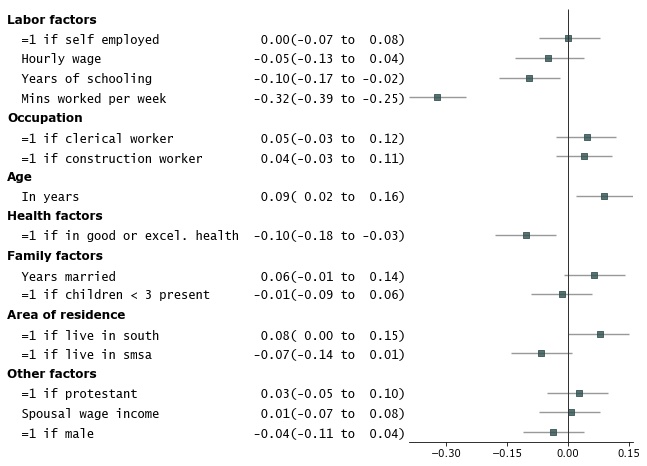 Labor factors
=1 if self employed 0.00(-0.07 to 0.08)
Hourly wage -0.05(-0.13 to 0.04)
Years of schooling -0.10(-0.17 to -0.02)
Mins worked per week -0.32(-0.39 to -0.25)
Occupation
=1 if clerical worker 0.05(-0.03 to 0.12)
=1 if construction worker 0.04(-0.03 to 0.11)
Age
In years 0.09( 0.02 to 0.16)
Health factors
=1 if in good or excel. health -0.10(-0.18 to -0.03)
Family factors
Years married 0.06(-0.01 to 0.14)
=1 if children < 3 present -0.01(-0.09 to 0.06)
Area of residence
=1 if live in south 0.08( 0.00 to 0.15)
=1 if live in smsa -0.07(-0.14 to 0.01)
Other factors
=1 if protestant 0.03(-0.05 to 0.10)
Spousal wage income 0.01(-0.07 to 0.08)
=1 if male -0.04(-0.11 to 0.04)
−0.30 −0.15 0.00 0.15